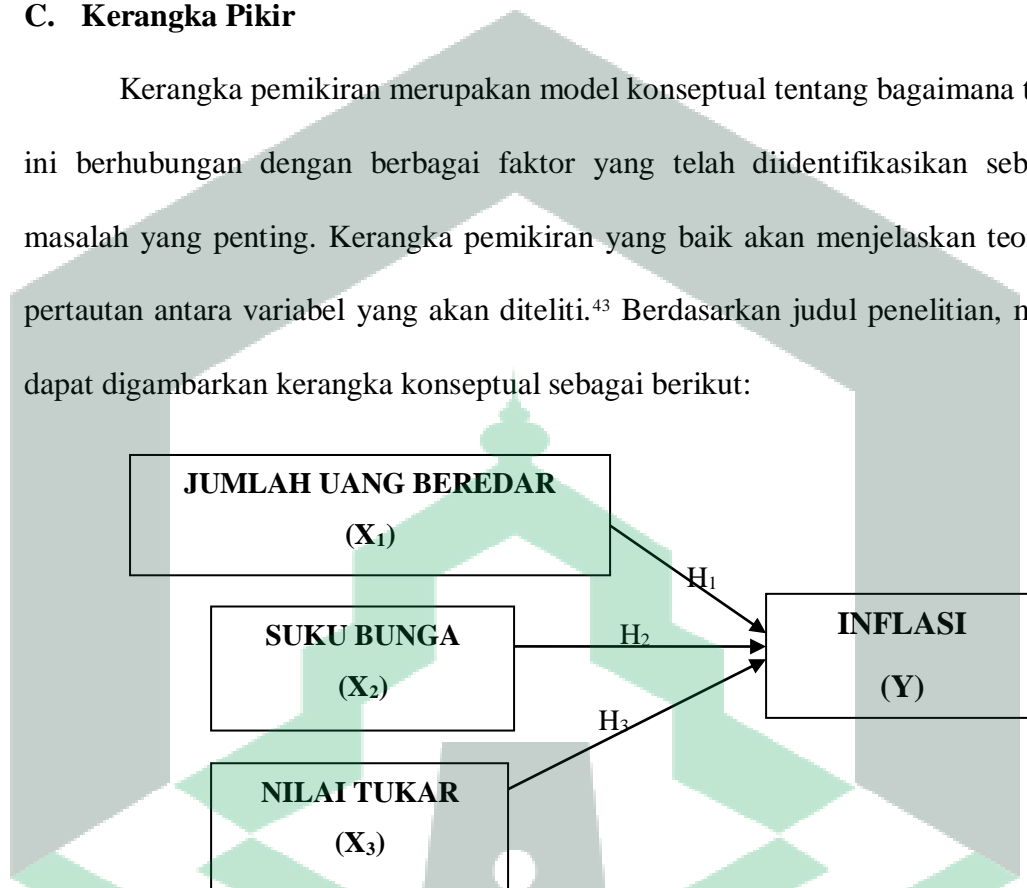 C. Kerangka Pikir
Kerangka pemikiran merupakan model konseptual tentang bagaimana
ini berhubungan dengan berbagai faktor yang telah diidentifikasikan
masalah yang penting. Kerangka pemikiran yang baik akan menjelaskan
pertautan antara variabel yang akan diteliti.⁴³ Berdasarkan judul penelitian,
dapat digambarkan kerangka konseptual sebagai berikut:
JUMLAH UANG BEREDAR
(X₁)
H₁
SUKU BUNGA
(X₂)
H₂
INFLASI
(Y)
H₃
NILAI TUKAR
(X₃)